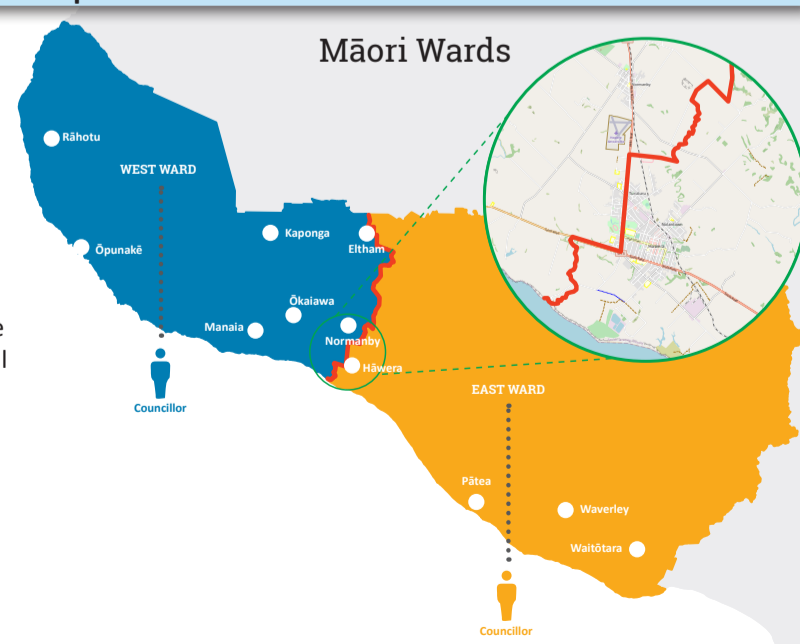 Māori Wards
Rāhotu
WEST WARD
Kaponga
Eltham
Ōpunakē
Ōkaiawa
Manaia
Normanby
Hāwera
EAST WARD
Councillor
Pātea
Waverley
Waitōtara
Councillor